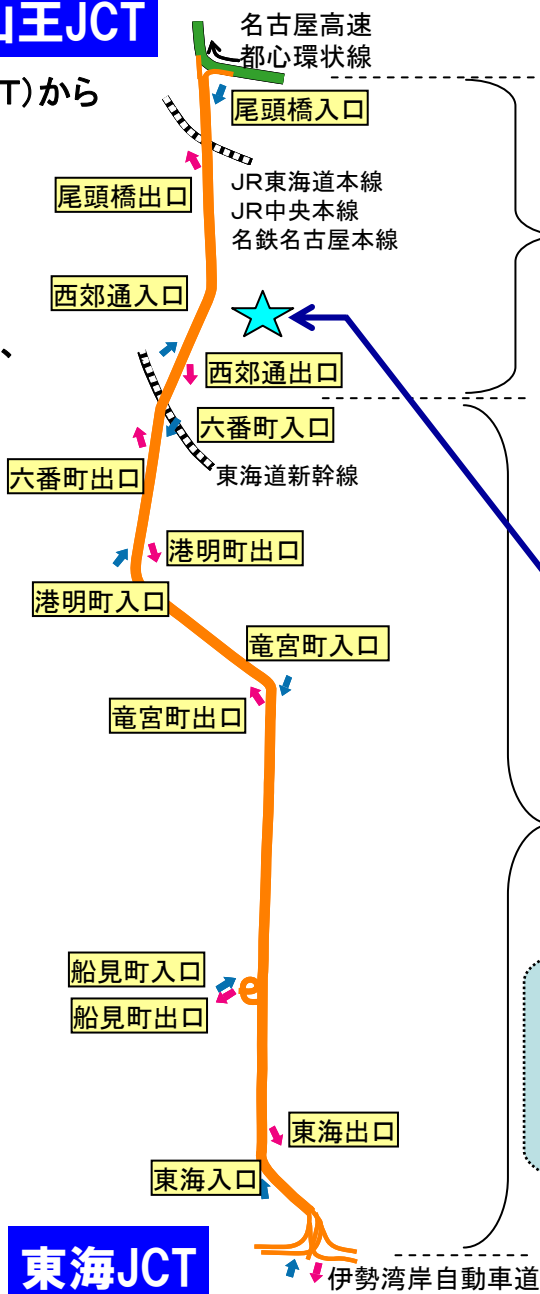 山王JCT
名古屋高速
都心環状線
T)から
尾頭橋入口
JR東海道本線
JR中央本線
名鉄名古屋本線
尾頭橋出口
西郊通入口
、
西郊通出口
六番町入口
六番町出口
東海道新幹線
港明町出口
港明町入口
竜宮町入口
竜宮町出口
船見町入口
船見町出口
東海出口
東海入口
東海JCT
伊勢湾岸自動車道